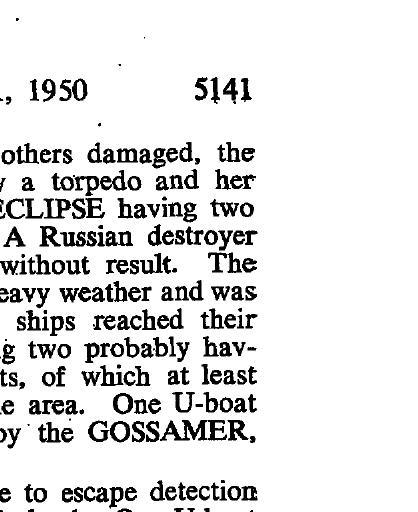 , 1950 5141
others damaged, the
a torpedo and her
ECLIPSE having two
A Russian destroyer
without result. The
eavy weather and was
ships reached their
g two probably hav-
ts, of which at least
e area. One U-boat
by the GOSSAMER,
e to escape detection